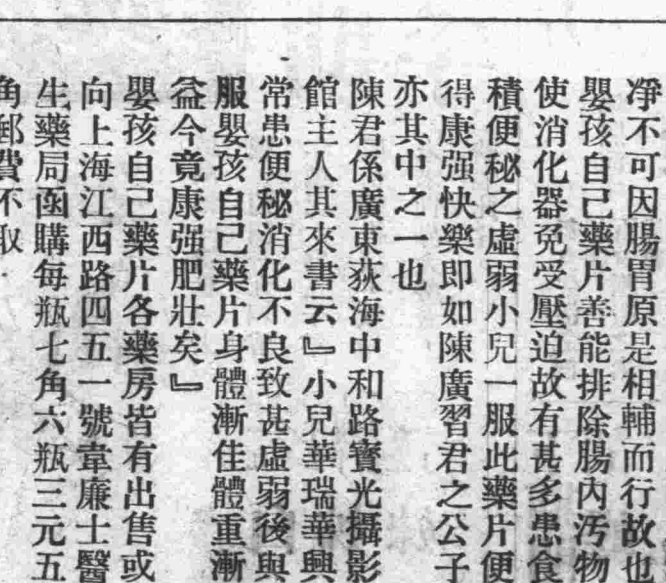 凈不可因腸胃原是相輔而行故也
嬰孩自己藥片善能排除腸內汚物
使消化器免受壓迫故有甚多患食
積便秘之虛弱小兒一服此藥片便
得康强快樂即如陳廣習君之公子
亦其中之一也
陳君係廣東荻海中和路寶光攝影
館主人其來書云』小兒華瑞華興
常患便秘消化不良致甚虛弱後與
服嬰孩自己藥片身體漸佳體重漸
益今竟康强肥壯矣』
嬰孩自己藥片各藥房皆有出售或
向上海江西路四五一號韋廉士醫
生藥局函購每瓶七角六瓶三元五
角郵費不取